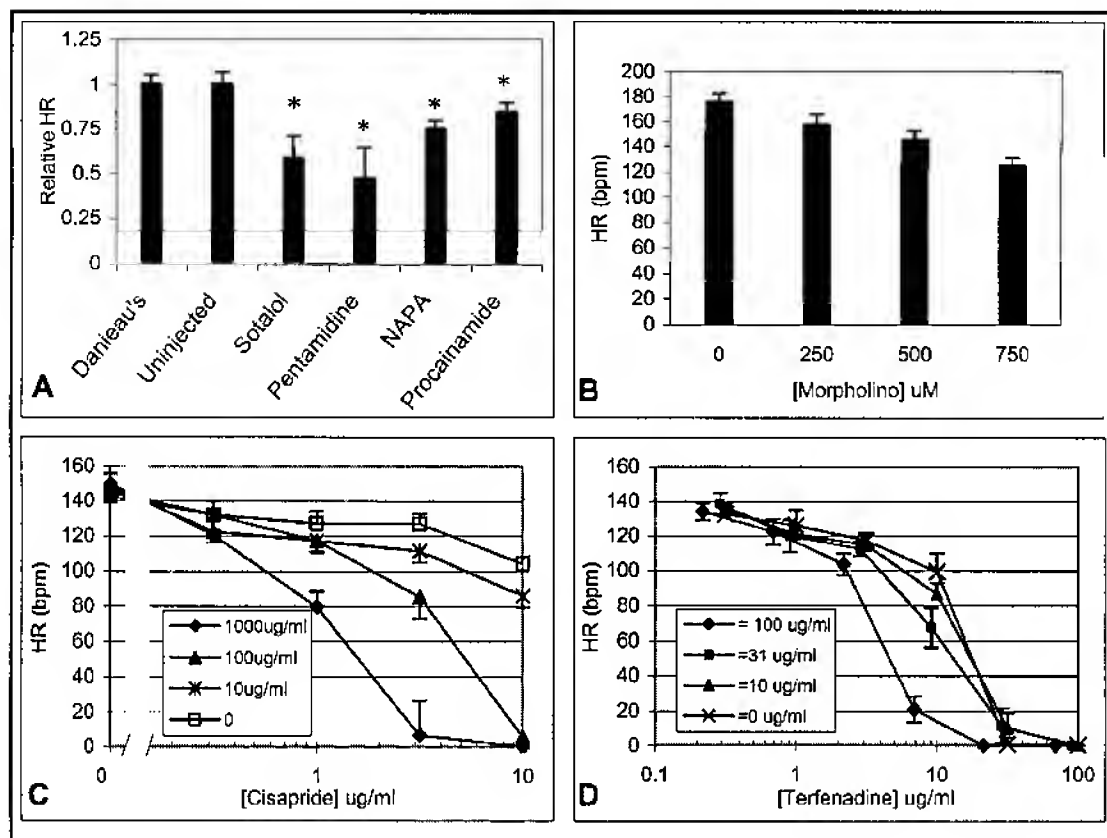 1.25
1
0.75
0.5
0.25
0
Relative HR
*
*
*
*
Danieau's
Uninjected
Sotalol
Pentamidine
NAPA
Procainamide
A
200
180
160
140
120
100
80
60
40
20
0
HR (bpm)
0 250 500 750
[Morpholino] uM
B
160
140
120
100
80
60
40
20
0
HR (bpm)
1000ug/ml
100ug/ml
10ug/ml
0
0 1 10
[Cisapride] ug/ml
C
160
140
120
100
80
60
40
20
0
HR (bpm)
= 100 ug/ml
=31 ug/ml
=10 ug/ml
=0 ug/ml
0.1 1 10 100
[Terfenadine] ug/ml
D